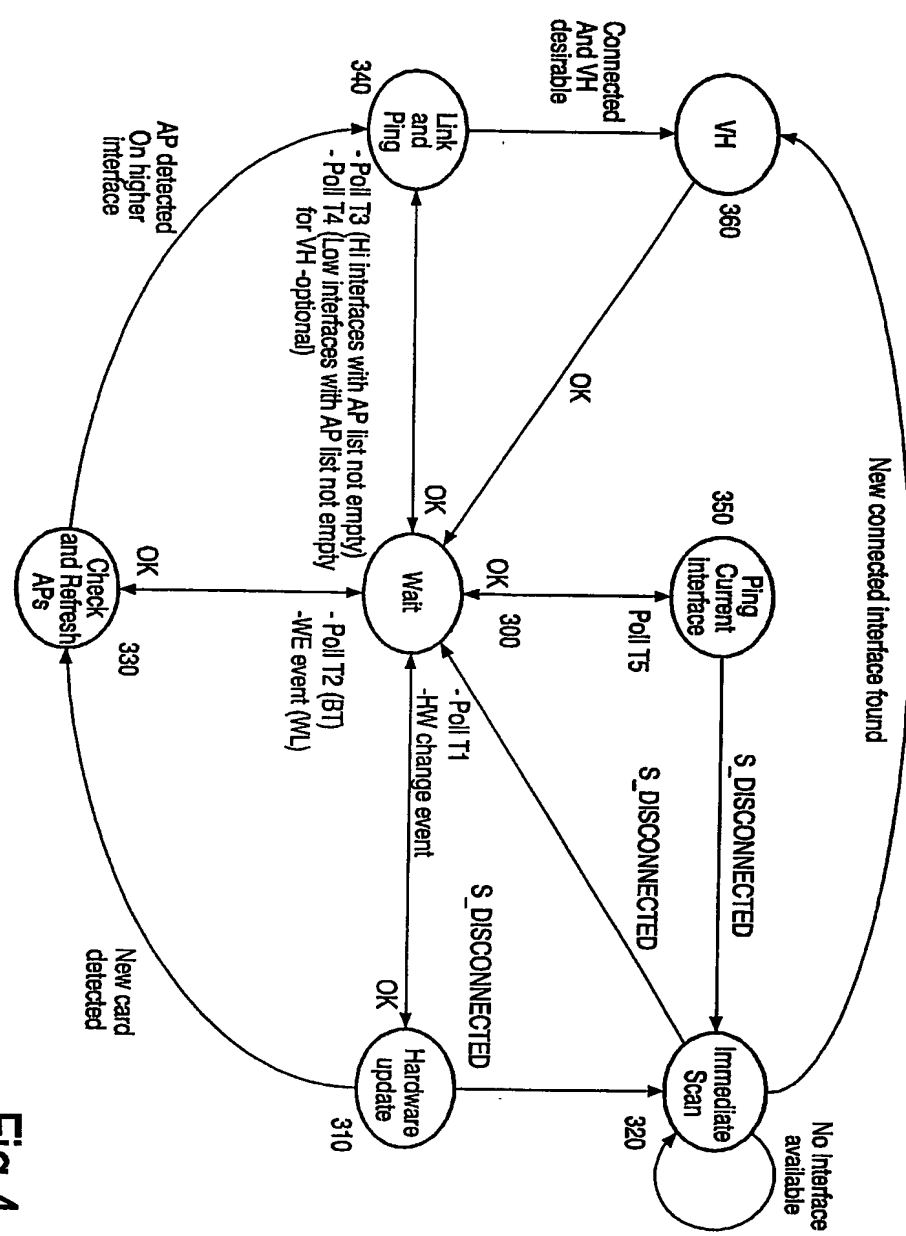 New connected interface found
No Interface
available
VH
360
Ping
Current
interface
350
S_DISCONNECTED
Immediate
Scan
320
Connected
And VH
desirable
OK
Poll T5
OK
300
S_DISCONNECTED
S_DISCONNECTED
Link
and
Ping
340
OK
Wait
- Poll T1
-HW change event
OK
Hardware
update
310
- Poll T3 (Hi interfaces with AP list not empty)
- Poll T4 (Low interfaces with AP list not empty
for VH -optional)
- Poll T2 (BT)
-WE event (WL)
AP detected
On higher
interface
OK
330
Check
and Refresh
APs
New card
detected
Fig.4